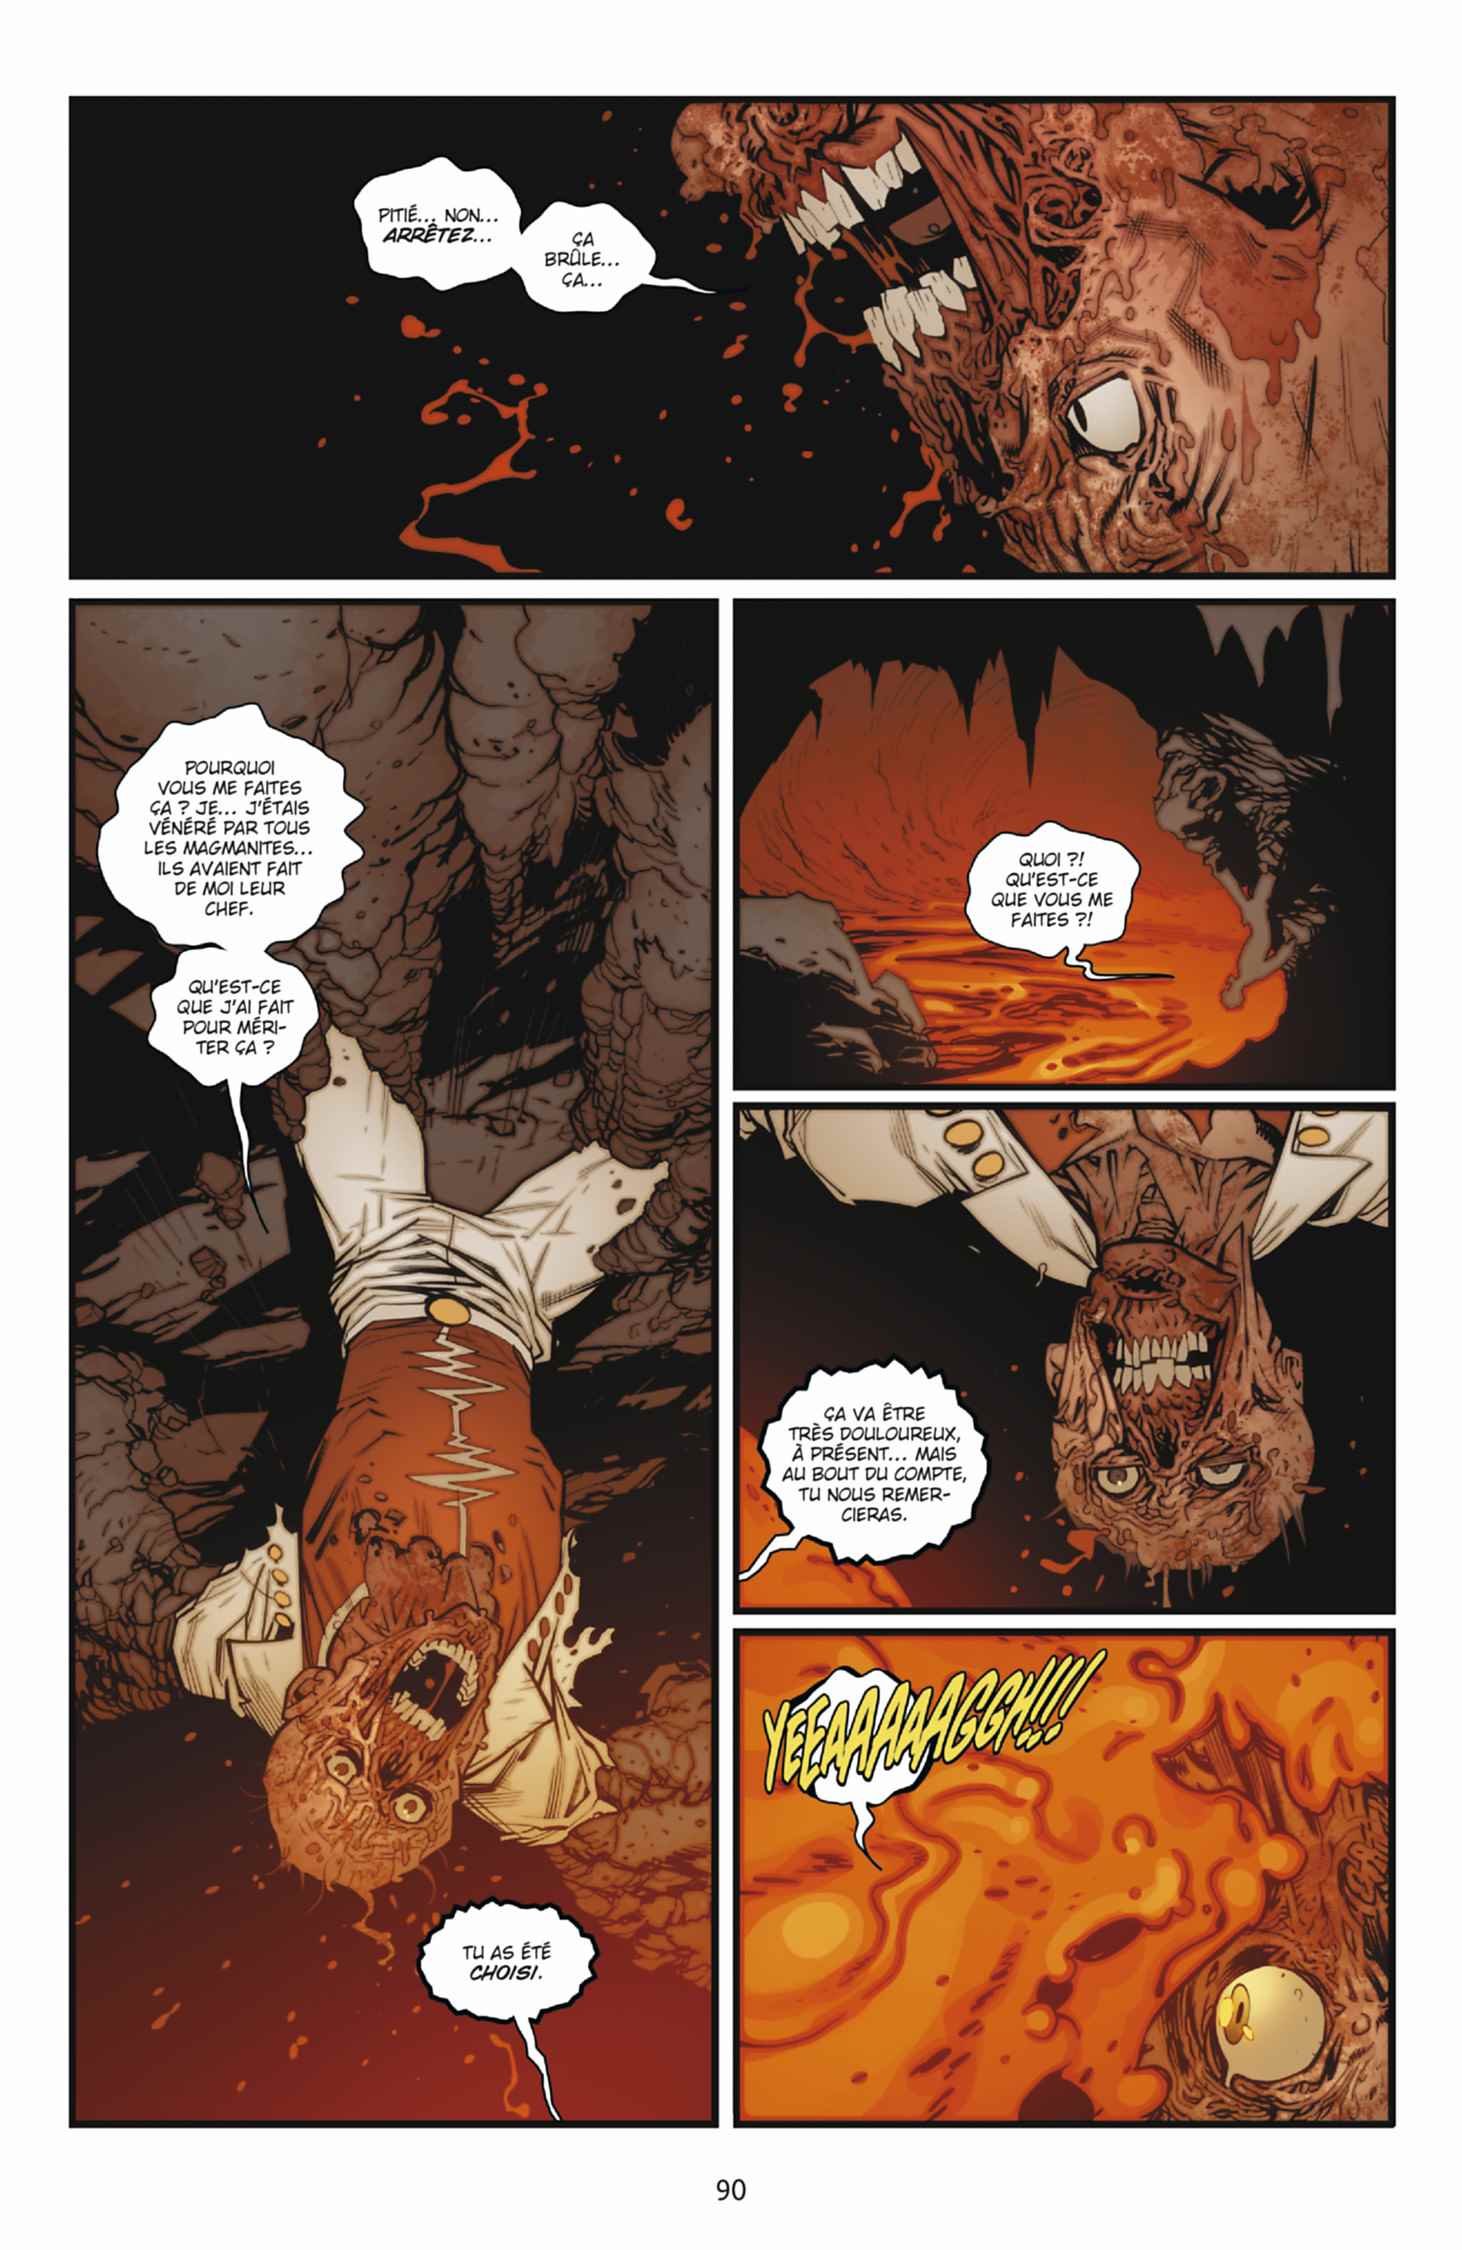 PITIÉ... NON...
ARRÊTEZ...
ÇA
BRÛLE...
ÇA...
POURQUOI
VOUS ME FAITES
ÇA ? JE... J'ÉTAIS
VÉNÉRÉ PAR TOUS
LES MAGMANITES...
ILS AVAIENT FAIT
DE MOI LEUR
CHEF.
QU'EST-CE
QUE J'AI FAIT
POUR MÉRI-
TER ÇA ?
TU AS ÉTÉ
CHOISI.
QUOI ?!
QU'EST-CE
QUE VOUS ME
FAITES ?!
ÇA VA ÊTRE
TRÈS DOULOUREUX,
À PRÉSENT... MAIS
AU BOUT DU COMPTE,
TU NOUS REMER-
CIERAS.
YEEAAAAAGGH!!!
90